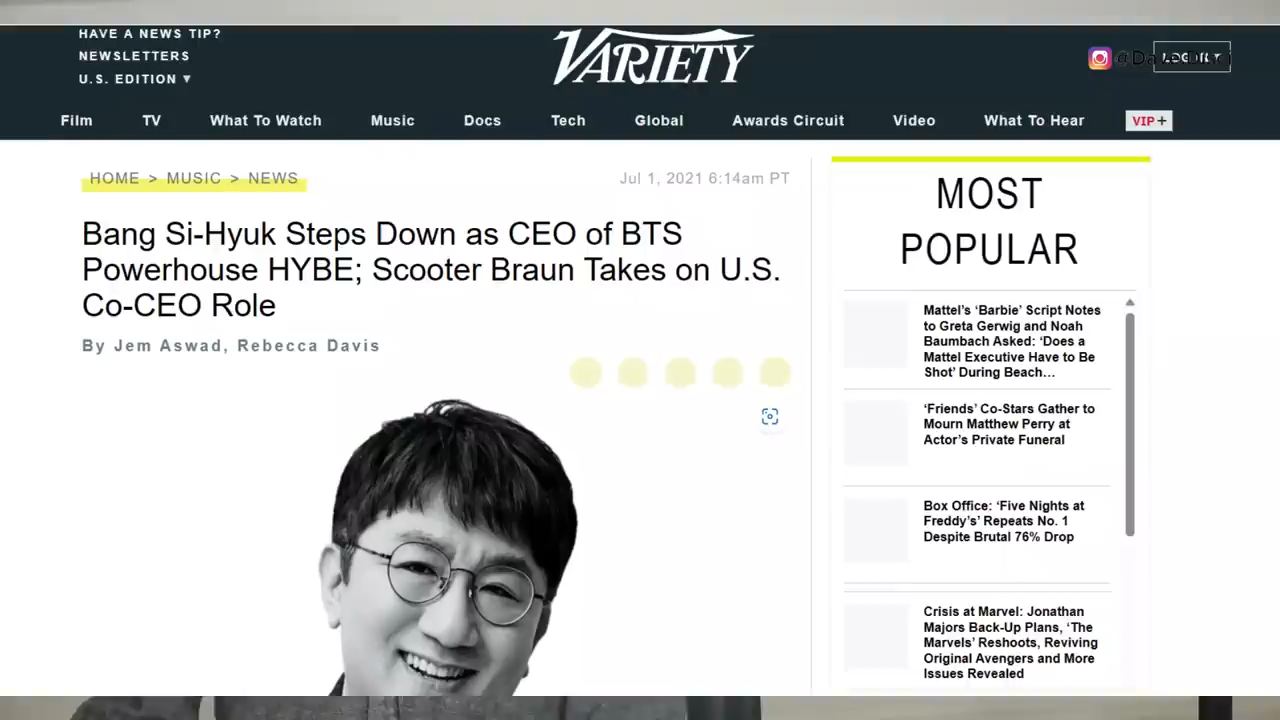 HAVE A NEWS TIP?
NEWSLETTERS
U.S. EDITION ▾
VARIETY
Film TV What To Watch Music Docs Tech Global Awards Circuit Video What To Hear VIP+
HOME > MUSIC > NEWS
Jul 1, 2021 6:14am PT
Bang Si-Hyuk Steps Down as CEO of BTS
Powerhouse HYBE; Scooter Braun Takes on U.S.
Co-CEO Role
By Jem Aswad, Rebecca Davis
MOST
POPULAR
Mattel’s ‘Barbie’ Script Notes
to Greta Gerwig and Noah
Baumbach Asked: ‘Does a
Mattel Executive Have to Be
Shot’ During Beach…
‘Friends’ Co-Stars Gather to
Mourn Matthew Perry at
Actor’s Private Funeral
Box Office: ‘Five Nights at
Freddy’s’ Repeats No. 1
Despite Brutal 76% Drop
Crisis at Marvel: Jonathan
Majors Back-Up Plans, ‘The
Marvels’ Reshoots, Reviving
Original Avengers and More
Issues Revealed